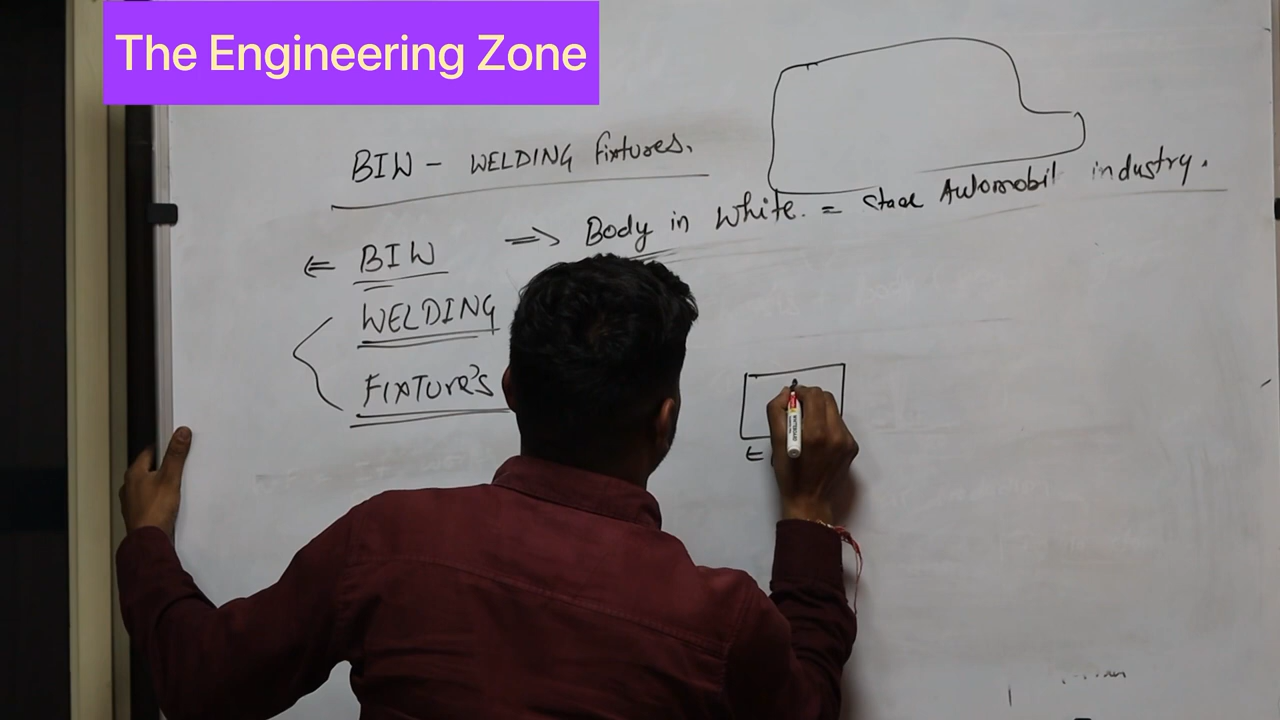 The Engineering Zone
BIW - WELDING fixtures.
⇐ BIW ⇒ Body in White. = Automobil industry.
WELDING
FIXTUre's